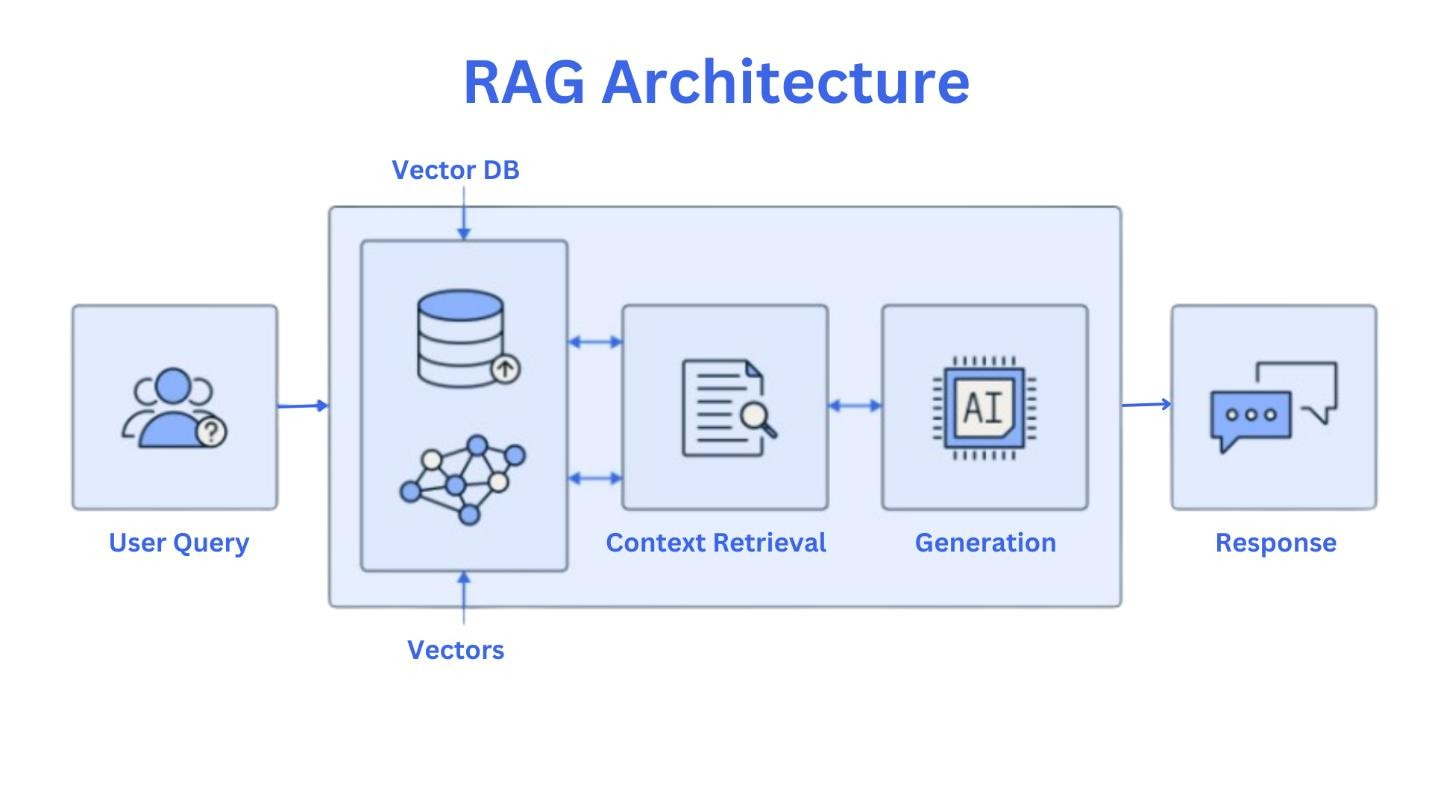 RAG Architecture
Vector DB
?
AI
User Query
Context Retrieval
Generation
Response
Vectors